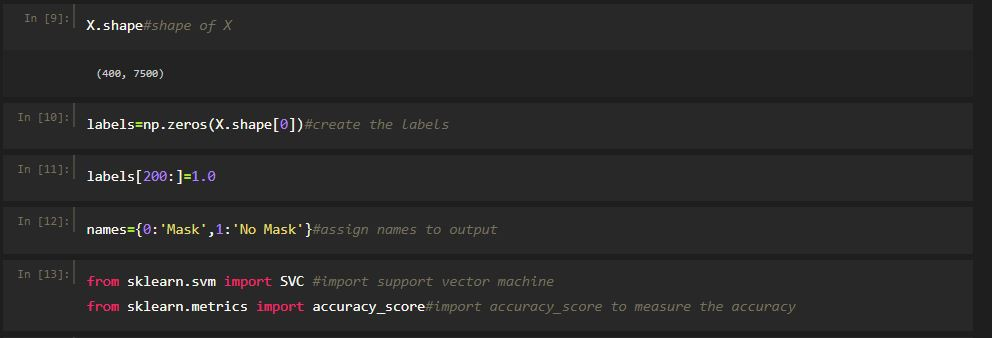 In [9]:
X.shape#shape of X
(400, 7500)
In [10]:
labels=np.zeros(X.shape[0])#create the labels
In [11]:
labels[200:]=1.0
In [12]:
names={0:'Mask',1:'No Mask'}#assign names to output
In [13]:
from sklearn.svm import SVC #import support vector machine
from sklearn.metrics import accuracy_score#import accuracy_score to measure the accuracy